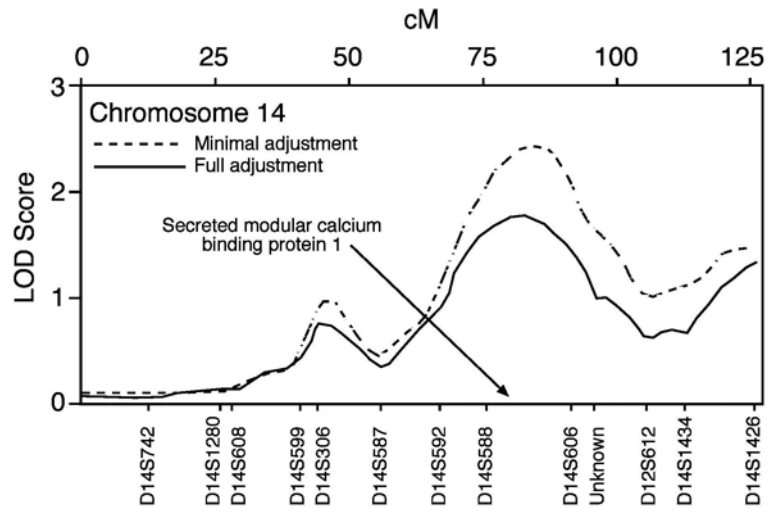 cM
0 25 50 75 100 125
3
Chromosome 14
Minimal adjustment
Full adjustment
2
Secreted modular calcium
binding protein 1
LOD Score
1
0
D14S742
D14S1280
D14S608
D14S599
D14S306
D14S587
D14S592
D14S588
D14S606
Unknown
D12S612
D14S1434
D14S1426